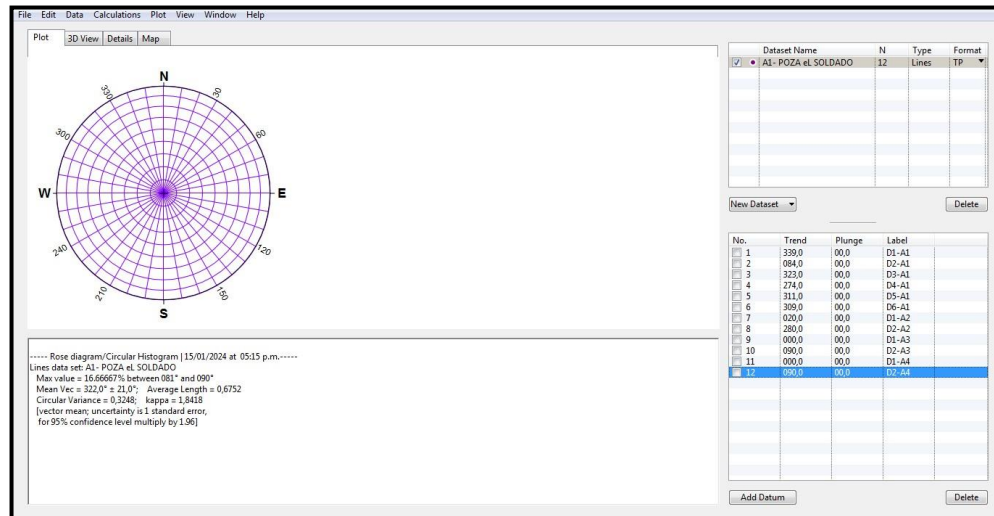 File Edit Data Calculations Plot View Window Help
Plot 3D View Details Map
N
330
30
300
60
W
E
240
120
210
150
S
----- Rose diagram/Circular Histogram | 15/01/2024 at 05:15 p.m.-----
Lines data set: A1- POZA eL SOLDADO
Max value = 16.66667% between 081° and 090°
Mean Vec = 322,0° ± 21,0°; Average Length = 0,6752
Circular Variance = 0,3248; kappa = 1,8418
[vector mean; uncertainty is 1 standard error,
for 95% confidence level multiply by 1.96]
Dataset Name N Type Format
A1- POZA eL SOLDADO 12 Lines TP
New Dataset Delete
No. Trend Plunge Label
1 339,0 00,0 D1-A1
2 084,0 00,0 D2-A1
3 323,0 00,0 D3-A1
4 274,0 00,0 D4-A1
5 311,0 00,0 D5-A1
6 309,0 00,0 D6-A1
7 020,0 00,0 D1-A2
8 280,0 00,0 D2-A2
9 000,0 00,0 D1-A3
10 090,0 00,0 D2-A3
11 000,0 00,0 D1-A4
12 090,0 00,0 D2-A4
Add Datum Delete